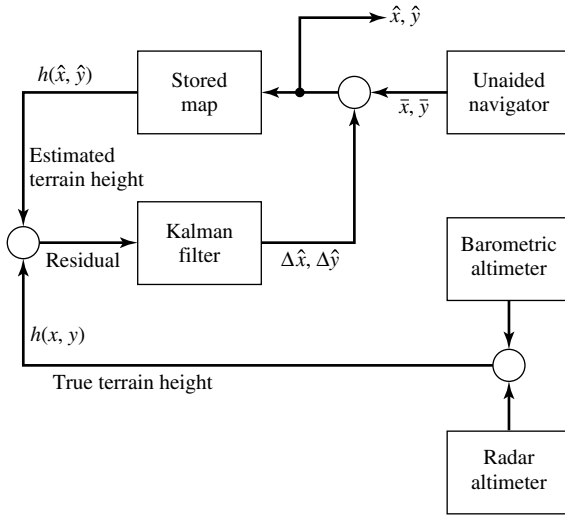 x̂, ŷ
h(x̂, ŷ)
Stored
map
Unaided
navigator
x̄, ȳ
Estimated
terrain height
Kalman
filter
Residual
Δx̂, Δŷ
Barometric
altimeter
h(x, y)
True terrain height
Radar
altimeter